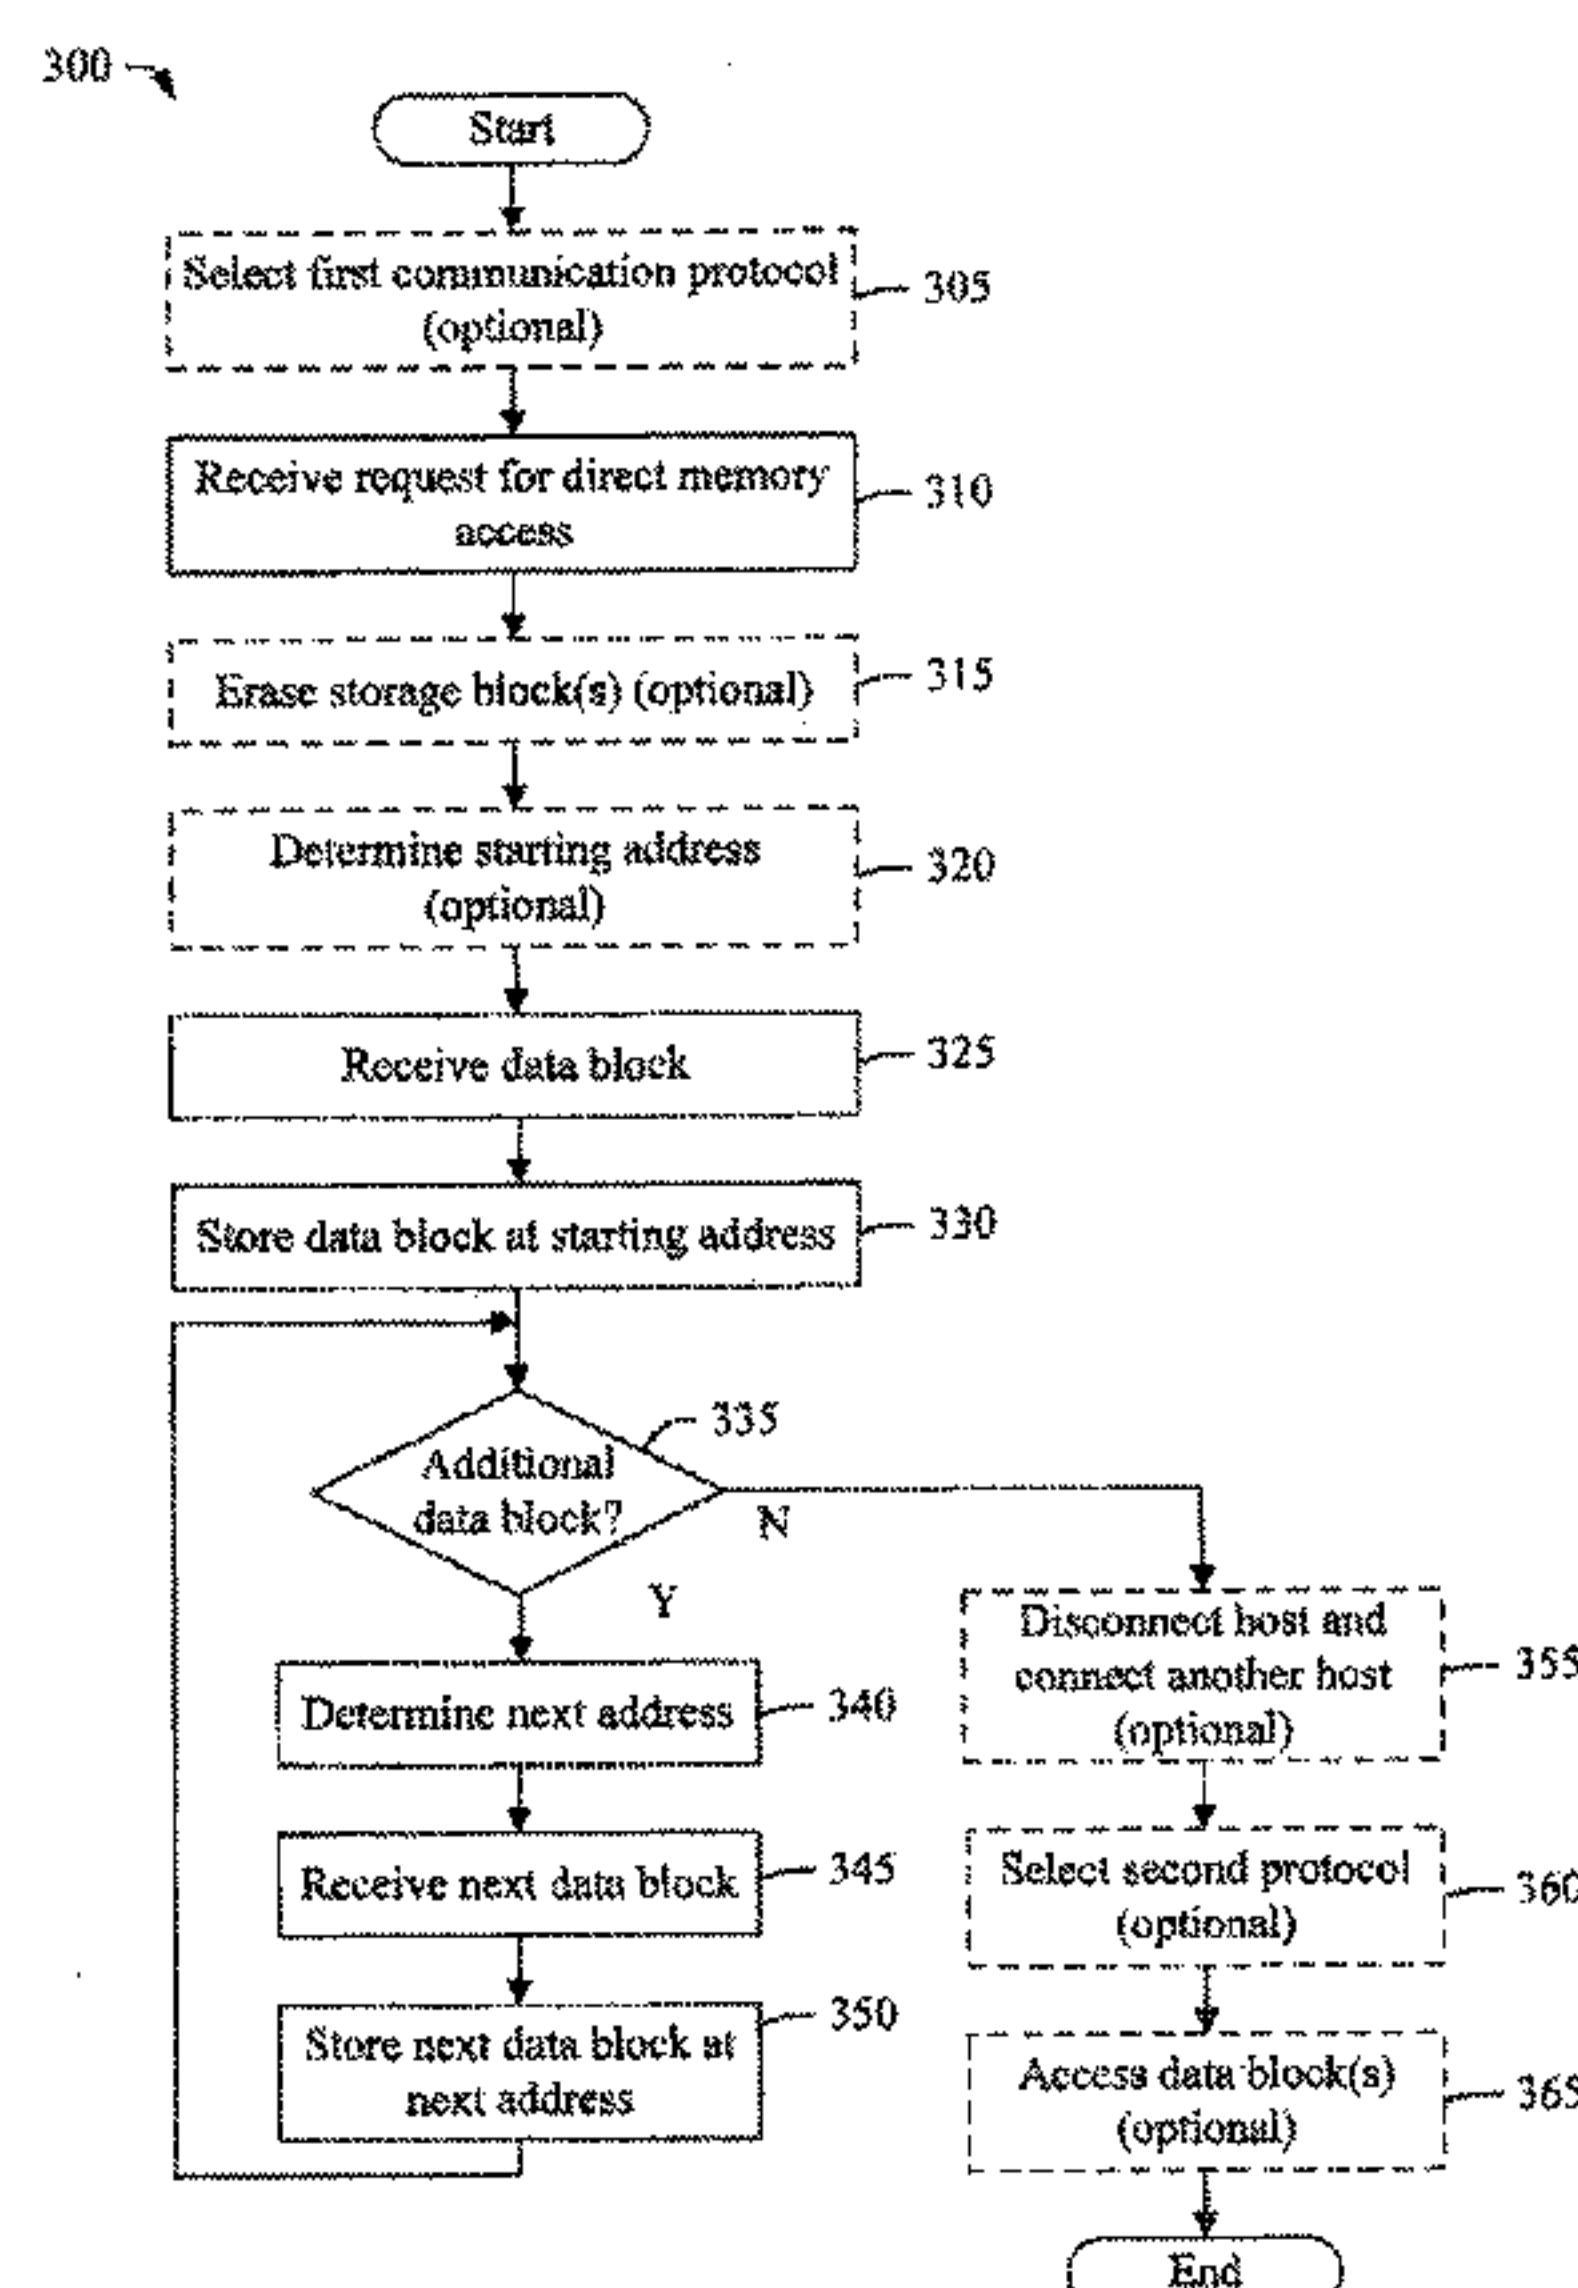 300
Start
Select first communication protocol
(optional)
305
Receive request for direct memory
access
310
Erase storage block(s) (optional)
315
Determine starting address
(optional)
320
Receive data block
325
Store data block at starting address
330
Additional
data block?
335
N
Y
Determine next address
340
Receive next data block
345
Store next data block at
next address
350
Disconnect host and
connect another host
(optional)
355
Select second protocol
(optional)
360
Access data block(s)
(optional)
365
End